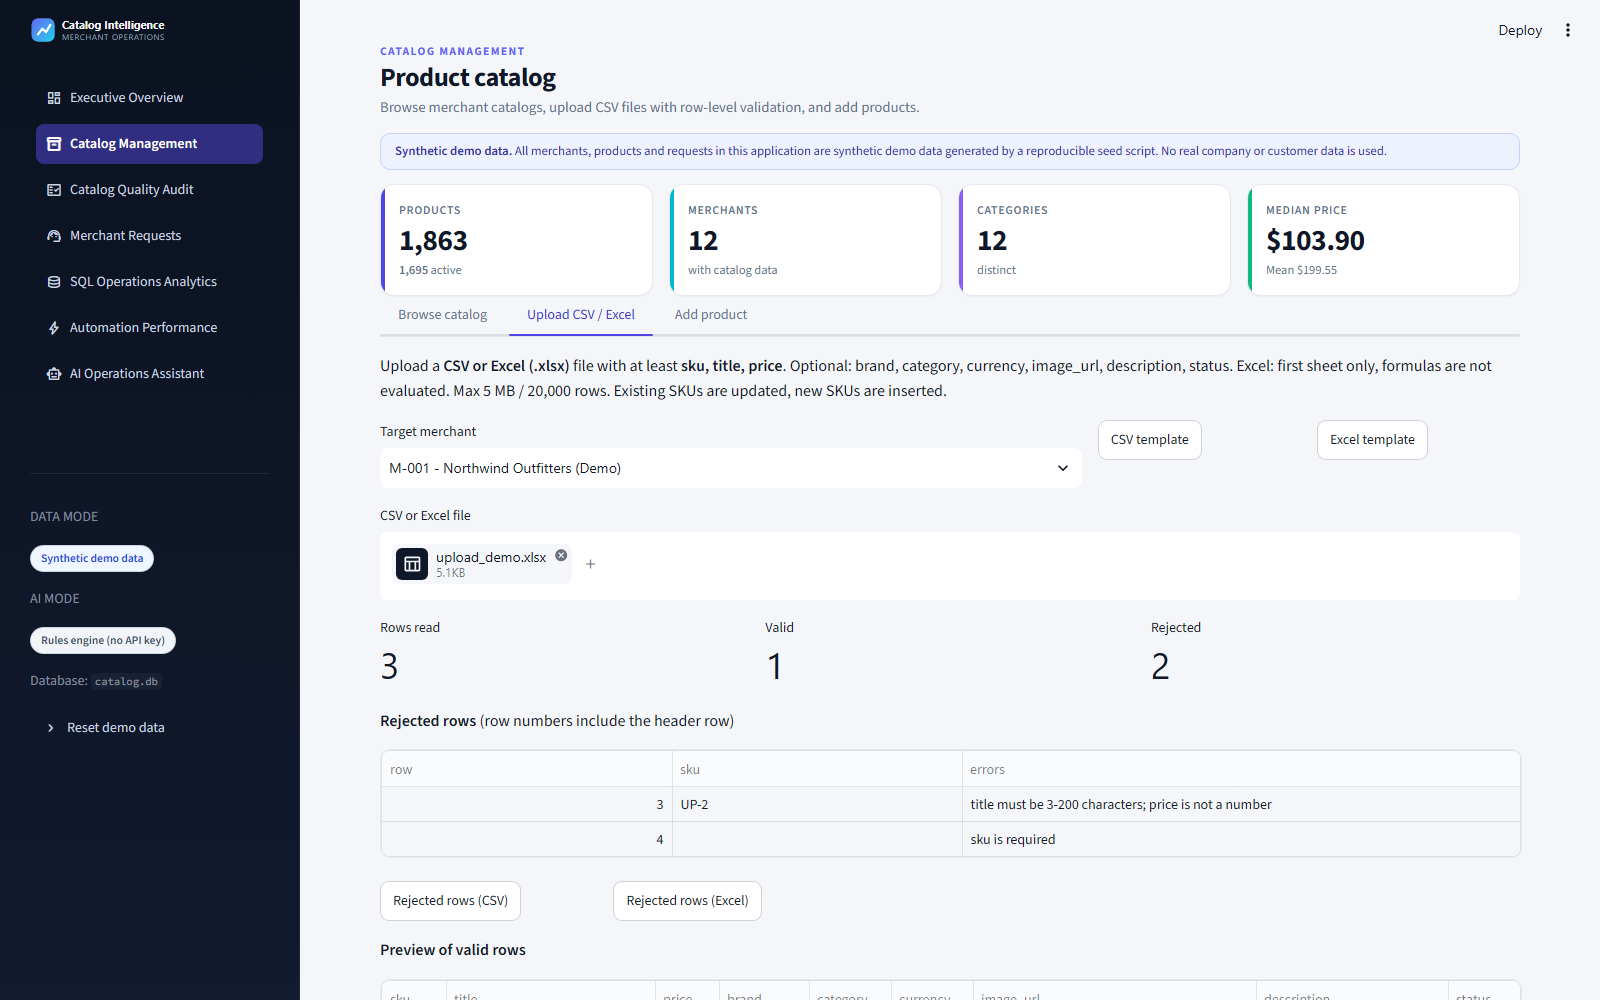 Catalog Intelligence
MERCHANT OPERATIONS
Executive Overview
Catalog Management
Catalog Quality Audit
Merchant Requests
SQL Operations Analytics
Automation Performance
AI Operations Assistant
DATA MODE
Synthetic demo data
AI MODE
Rules engine (no API key)
Database: catalog.db
Reset demo data
Deploy
CATALOG MANAGEMENT
Product catalog
Browse merchant catalogs, upload CSV files with row-level validation, and add products.
Synthetic demo data. All merchants, products and requests in this application are synthetic demo data generated by a reproducible seed script. No real company or customer data is used.
PRODUCTS
1,863
1,695 active
MERCHANTS
12
with catalog data
CATEGORIES
12
distinct
MEDIAN PRICE
$103.90
Mean $199.55
Browse catalog
Upload CSV / Excel
Add product
Upload a CSV or Excel (.xlsx) file with at least sku, title, price. Optional: brand, category, currency, image_url, description, status. Excel: first sheet only, formulas are not
evaluated. Max 5 MB / 20,000 rows. Existing SKUs are updated, new SKUs are inserted.
Target merchant
M-001 - Northwind Outfitters (Demo)
CSV template
Excel template
CSV or Excel file
upload_demo.xlsx
5.1KB
Rows read
3
Valid
1
Rejected
2
Rejected rows (row numbers include the header row)
row sku errors
3 UP-2 title must be 3-200 characters; price is not a number
4 sku is required
Rejected rows (CSV)
Rejected rows (Excel)
Preview of valid rows
sku title price brand category currency image_url description status